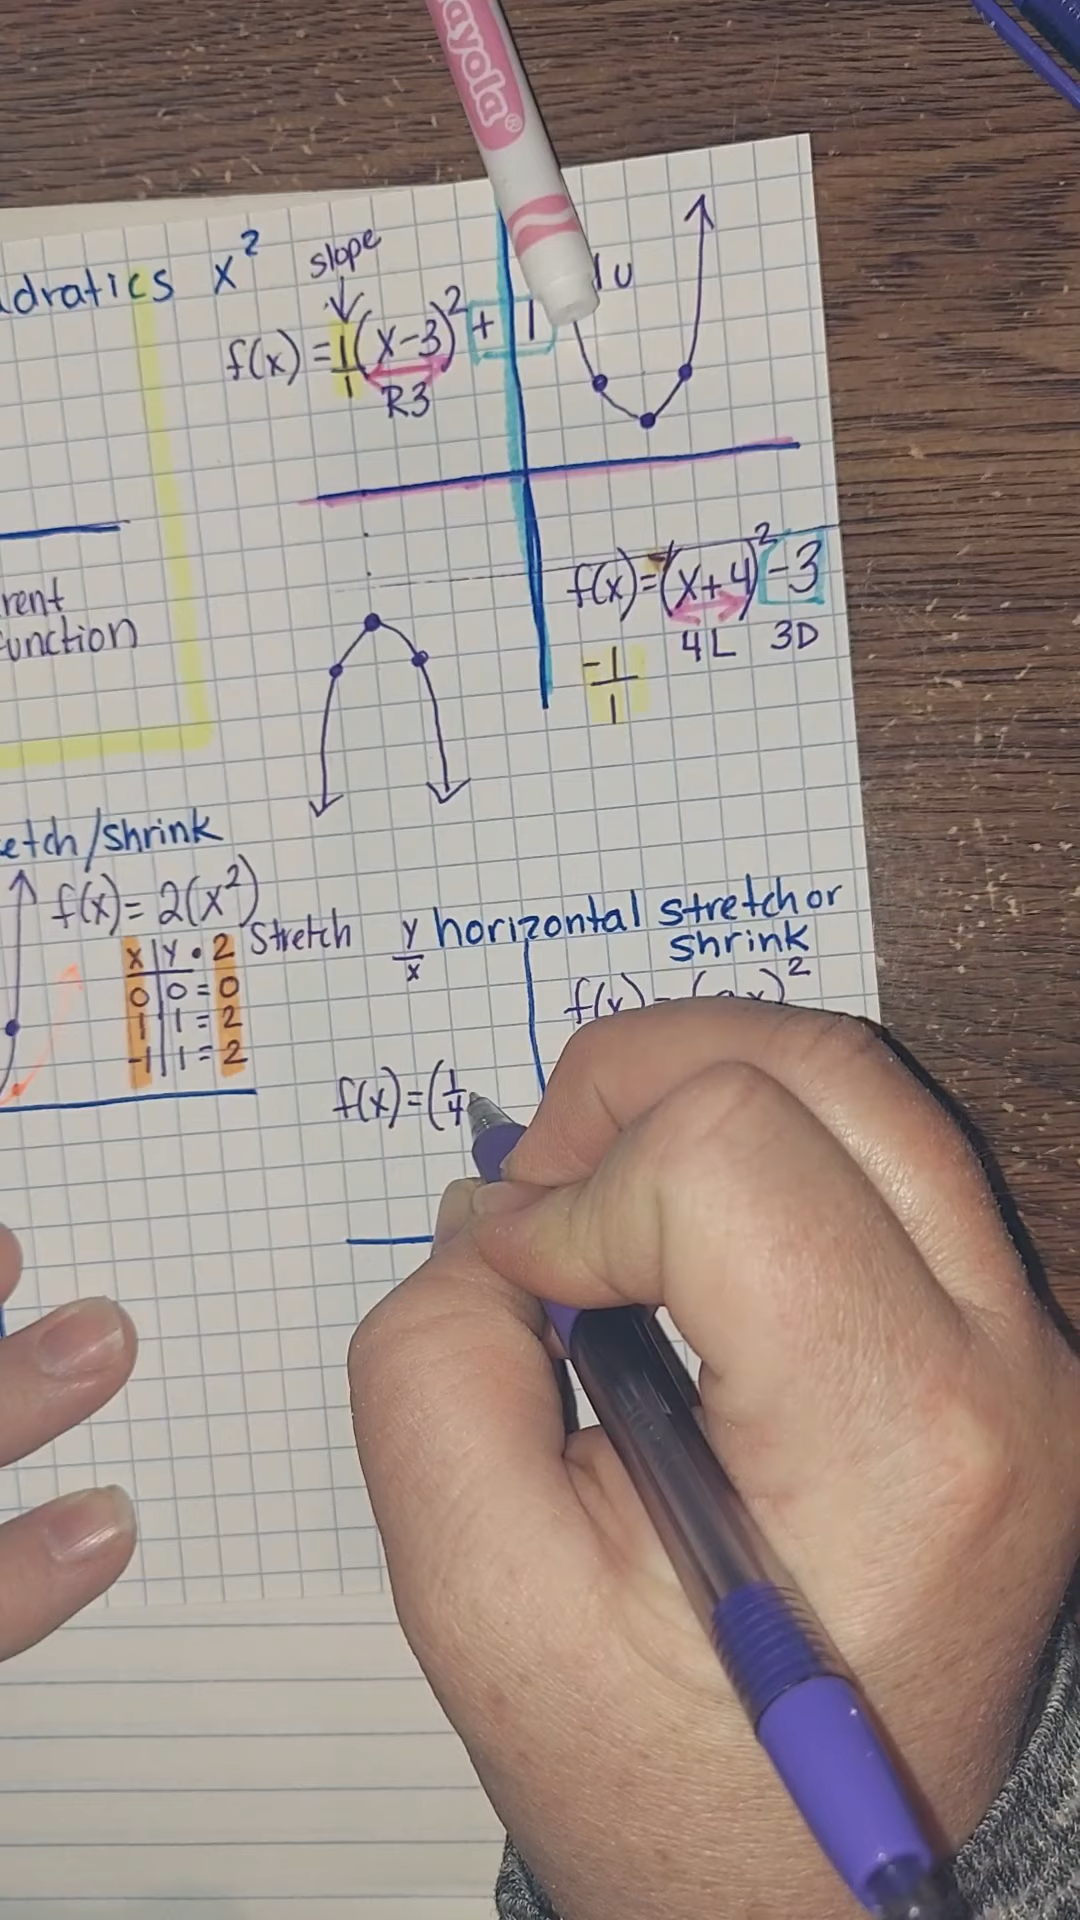 ayola®
adratics x²
slope
f(x) = 1/1 (x-3)² + 1
R3
1U
f(x)=-(x+4)²-3
4L 3D
-1/1
rent
function
etch/shrink
f(x)= 2(x²)
Stretch
x | y • 2
0 | 0 = 0
1 | 1 = 2
-1 | 1 = 2
y/x horizontal stretch or
shrink
f(x)
f(x)=(1/4